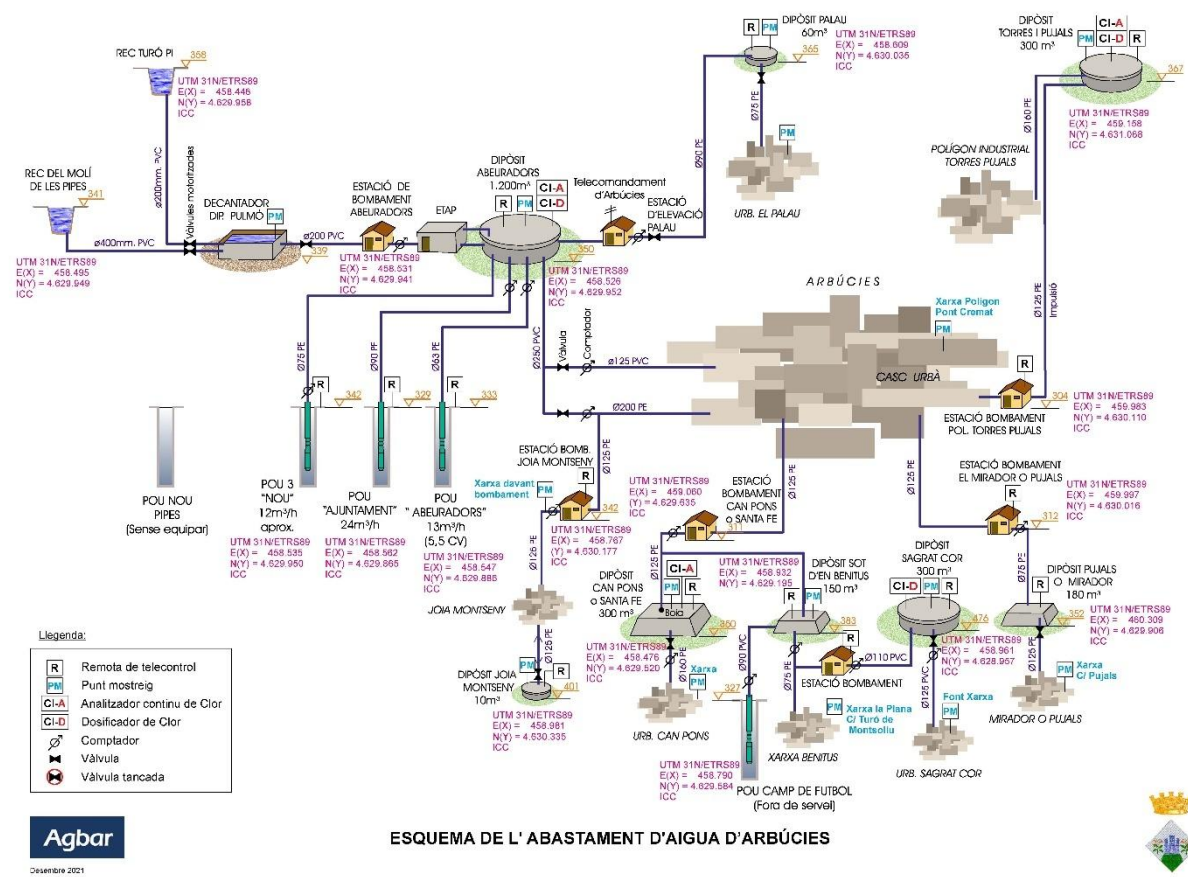 REC TURÓ PI
358
UTM 31N/ETRS89
E(X) = 458.446
N(Y) = 4.629.958
ICC
REC DEL MOLÍ
DE LES PIPES
341
UTM 31N/ETRS89
E(X) = 458.495
N(Y) = 4.629.949
ICC
Ø200mm. PVC
Vàlvules motoritzades
ø400mm. PVC
DECANTADOR
DIP. PULMÓ
PM
339
ø200 PVC
ESTACIÓ DE
BOMBAMENT
ABEURADORS
UTM 31N/ETRS89
E(X) = 458.531
N(Y) = 4.629.941
ICC
ETAP
DIPÒSIT
ABEURADORS
1.200m³
R
PM
Cl-A
Cl-D
350
UTM 31N/ETRS89
E(X) = 458.526
N(Y) = 4.629.952
ICC
Telecomandament
d'Arbúcies
ESTACIÓ
D'ELEVACIÓ
PALAU
Ø90 PE
R
PM
DIPÒSIT PALAU
60m³
365
UTM 31N/ETRS89
E(X) = 458.609
N(Y) = 4.630.035
ICC
Ø75 PE
PM
URB. EL PALAU
DIPÒSIT
TORRES I PUJALS
300 m³
PM
Cl-A
Cl-D
R
367
UTM 31N/ETRS89
E(X) = 459.158
N(Y) = 4.631.068
ICC
Ø160 PE
POLÍGON INDUSTRIAL
TORRES PUJALS
Ø125 PE
Impulsió
ARBÚCIES
Xarxa Polígon
Pont Cremat
PM
CASC URBÀ
R
304
ESTACIÓ BOMBAMENT
POL. TORRES PUJALS
UTM 31N/ETRS89
E(X) = 459.983
N(Y) = 4.630.110
ICC
Ø75 PE
Ø90 PE
Ø63 PE
Ø250 PVC
Vàlvula
Comptador
ø125 PVC
Ø200 PE
POU NOU
PIPES
(Sense equipar)
R
342
POU 3
"NOU"
12m³/h
aprox.
UTM 31N/ETRS89
E(X) = 458.535
N(Y) = 4.629.950
ICC
R
329
POU
"AJUNTAMENT"
24m³/h
UTM 31N/ETRS89
E(X) = 458.562
N(Y) = 4.629.865
ICC
R
333
POU
"ABEURADORS"
13m³/h
(5,5 CV)
UTM 31N/ETRS89
E(X) = 458.547
N(Y) = 4.629.886
ICC
Ø125 PE
ESTACIÓ BOMB.
JOIA MONTSENY
Xarxa davant
bombament
PM
R
342
UTM 31N/ETRS89
E(X) = 458.767
(Y) = 4.630.177
ICC
Ø125 PE
JOIA MONTSENY
Ø125 PE
PM
R
DIPÒSIT JOIA
MONTSENY
10m³
401
UTM 31N/ETRS89
E(X) = 458.981
N(Y) = 4.630.335
ICC
Ø125 PE
ESTACIÓ
BOMBAMENT
CAN PONS
o SANTA FE
UTM 31N/ETRS89
E(X) = 459.060
(Y) = 4.629.635
ICC
311
Ø125 PE
DIPÒSIT
CAN PONS
o SANTA FE
300 m³
Cl-A
PM
R
Boia
UTM 31N/ETRS89
E(X) = 458.476
N(Y) = 4.629.520
ICC
Ø160 PE
Xarxa
PM
URB. CAN PONS
UTM 31N/ETRS89
E(X) = 458.932
N(Y) = 4.629.195
ICC
DIPÒSIT SOT
D'EN BENITUS
150 m³
R
PM
383
Ø90 PVC
Ø75 PE
R
ESTACIÓ BOMBAMENT
Ø110 PVC
327
UTM 31N/ETRS89
E(X) = 458.790
N(Y) = 4.629.584
ICC
POU CAMP DE FUTBOL
(Fora de servei)
PM
Xarxa la Plana
C/ Turó de
Montsoliu
XARXA BENITUS
DIPÒSIT
SAGRAT COR
300 m³
Cl-D
PM
R
476
UTM 31N/ETRS89
E(X) = 458.961
N(Y) = 4.628.957
ICC
Ø125 PVC
Font Xarxa
PM
URB. SAGRAT COR
Ø125 PE
ESTACIÓ BOMBAMENT
EL MIRADOR O PUJALS
R
312
UTM 31N/ETRS89
E(X) = 459.997
N(Y) = 4.630.016
ICC
Ø75 PE
DIPÒSIT PUJALS
O MIRADOR
180 m³
R
352
UTM 31N/ETRS89
E(X) = 460.309
N(Y) = 4.629.906
ICC
Ø125 PE
PM
Xarxa
C/ Pujals
MIRADOR O PUJALS
Llegenda:
R Remota de telecontrol
PM Punt mostreig
Cl-A Analitzador continu de Clor
Cl-D Dosificador de Clor
Comptador
Vàlvula
Vàlvula tancada
Agbar
Desembre 2021
ESQUEMA DE L' ABASTAMENT D'AIGUA D'ARBÚCIES